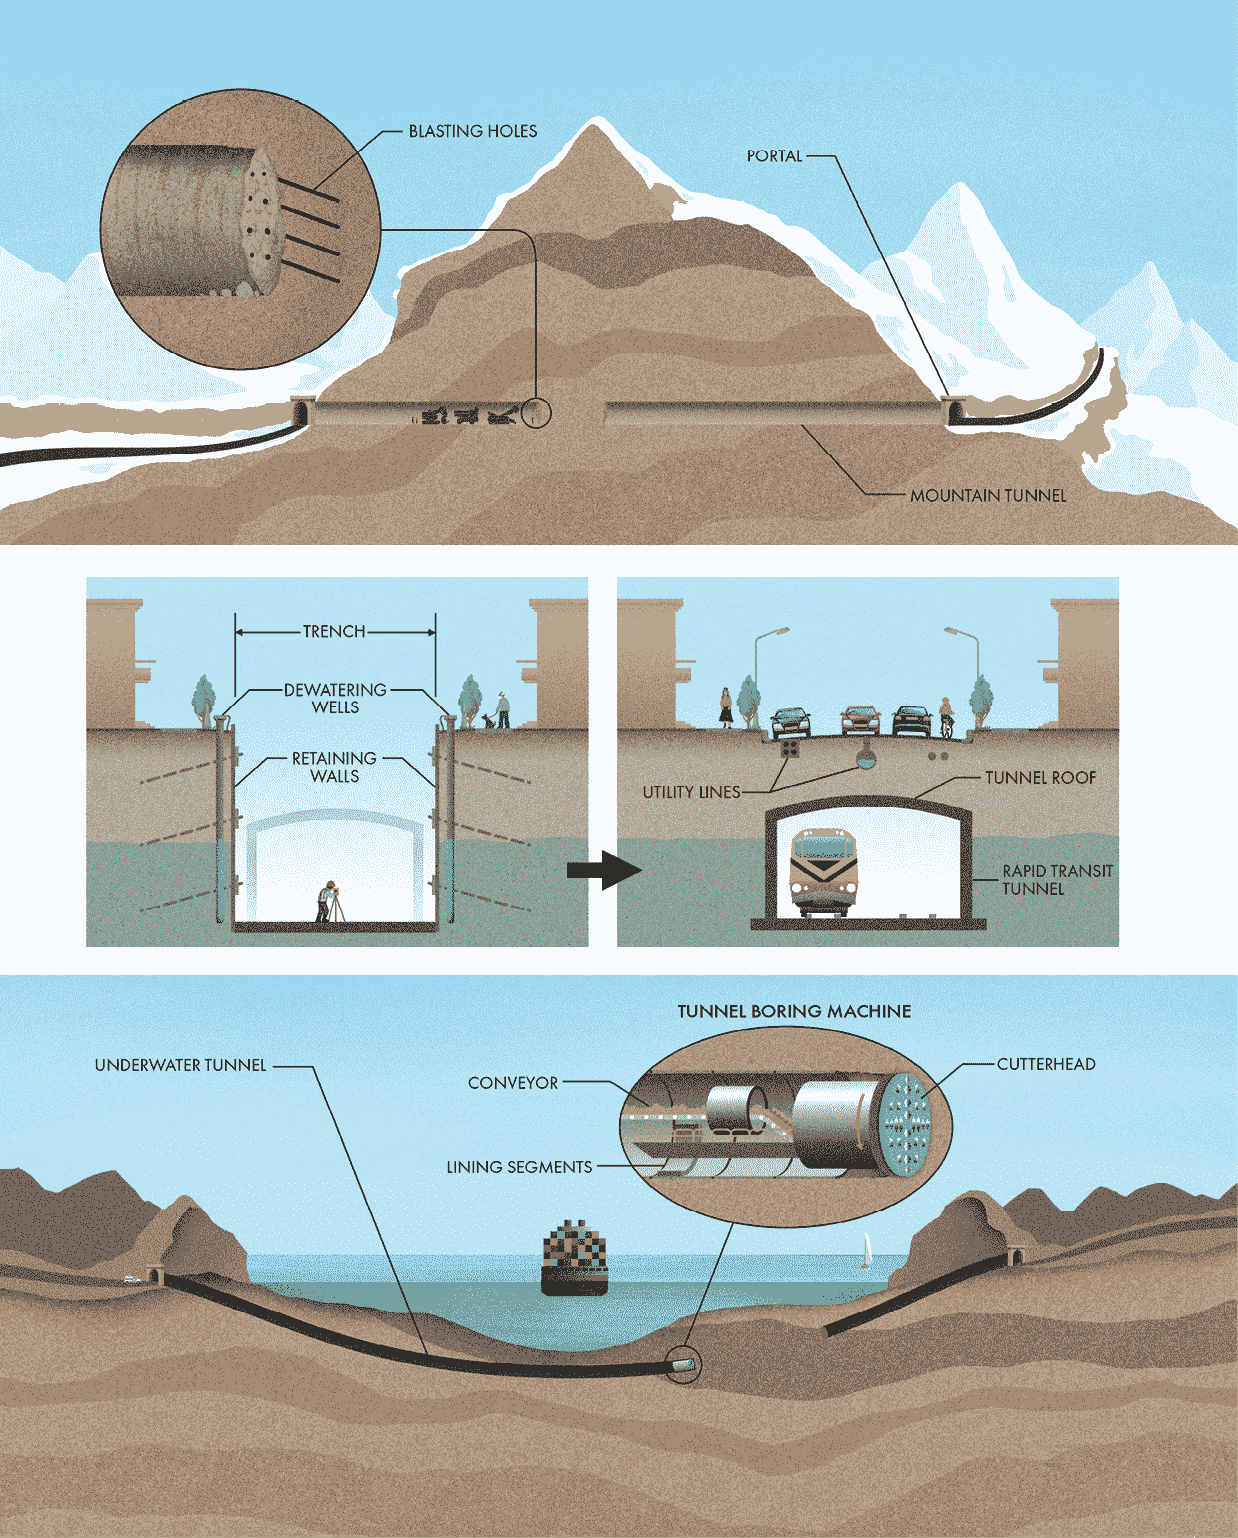 BLASTING HOLES
PORTAL
MOUNTAIN TUNNEL
TRENCH
DEWATERING
WELLS
RETAINING
WALLS
UTILITY LINES
TUNNEL ROOF
RAPID TRANSIT
TUNNEL
TUNNEL BORING MACHINE
UNDERWATER TUNNEL
CONVEYOR
CUTTERHEAD
LINING SEGMENTS